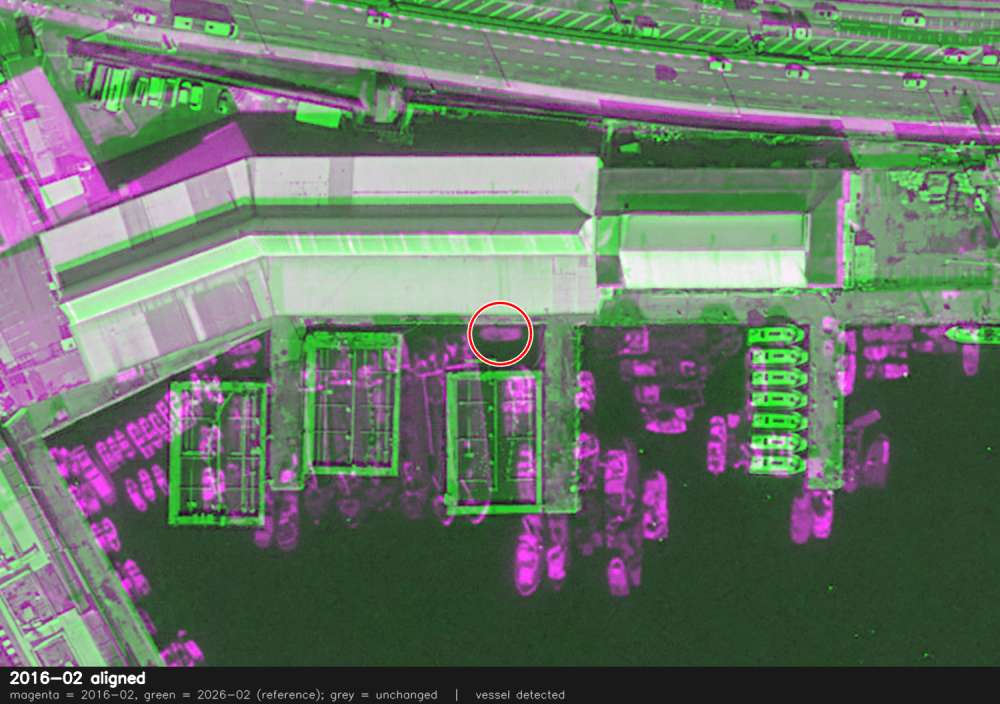 2016-02 aligned
magenta = 2016-02, green = 2026-02 (reference); grey = unchanged | vessel detected